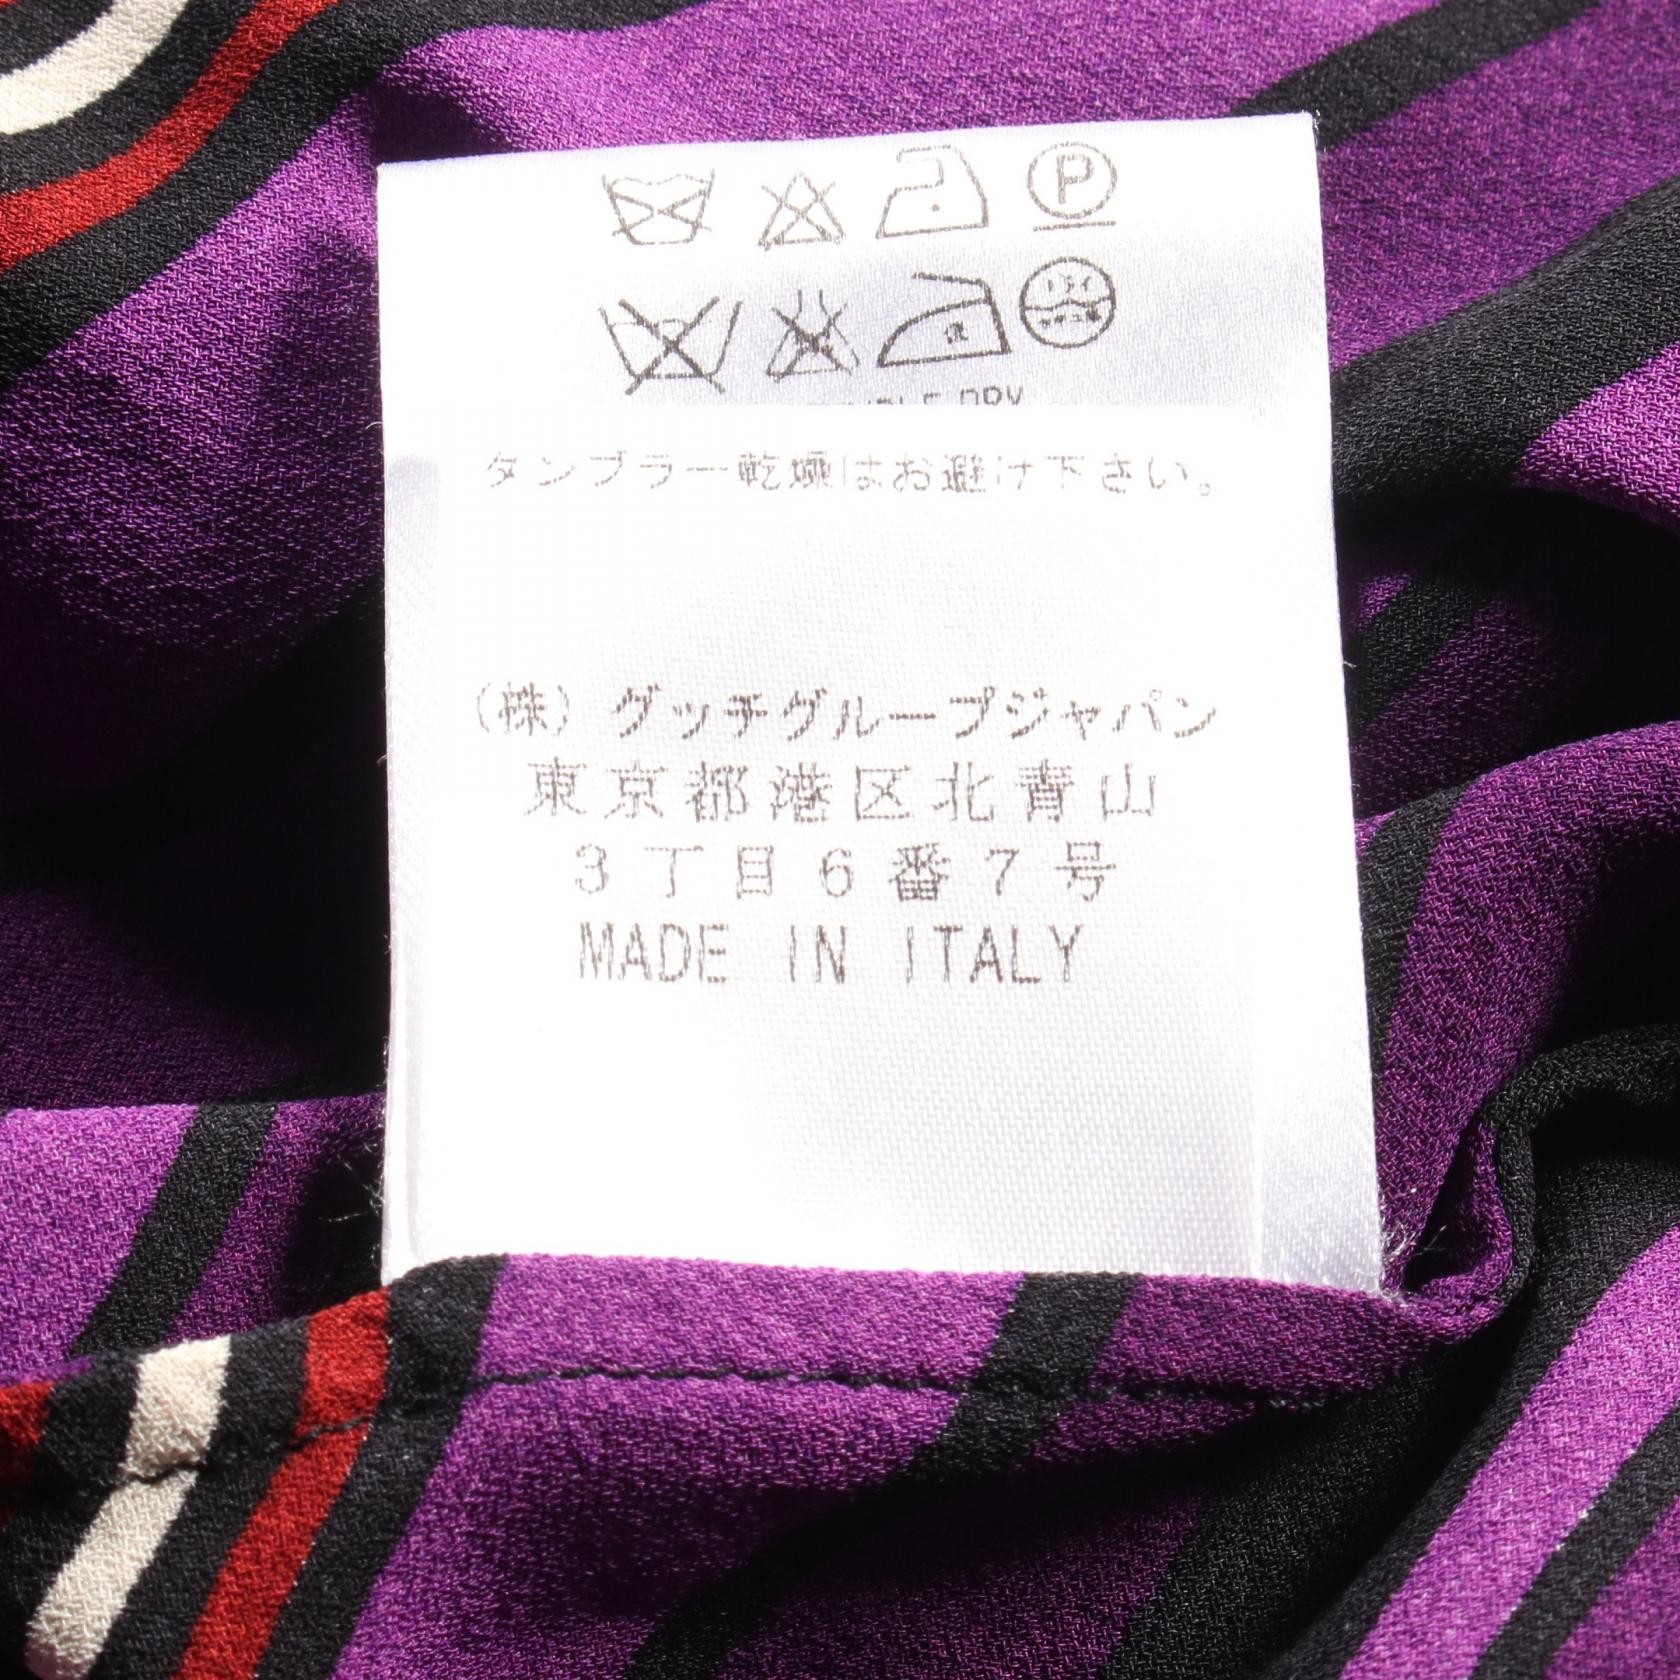 P
DRY
タンブラー乾燥はお避け下さい。
（株）グッチグループジャパン
東京都港区北青山
3丁目6番7号
MADE IN ITALY